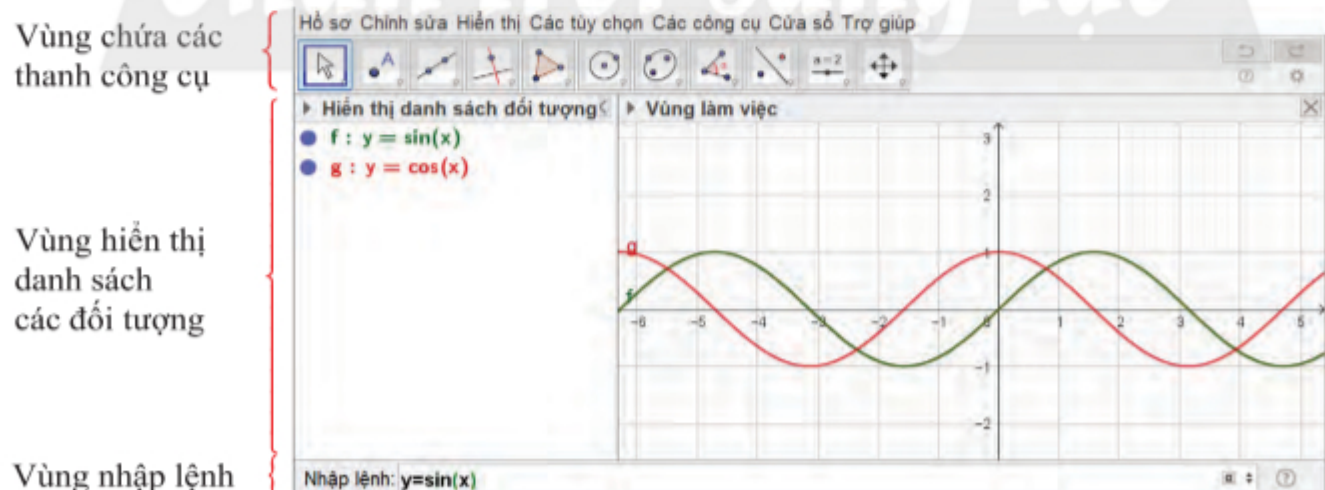 Vùng chứa các
thanh công cụ
Hồ sơ Chỉnh sửa Hiển thị Các tùy chọn Các công cụ Cửa sổ Trợ giúp
A
a=2
Hiển thị danh sách đối tượng
Vùng làm việc
f : y = sin(x)
g : y = cos(x)
Vùng hiển thị
danh sách
các đối tượng
3
2
1
g
f
-6 -5 -4 -3 -2 -1 0 1 2 3 4 5
-1
-2
Vùng nhập lệnh
Nhập lệnh: y=sin(x)